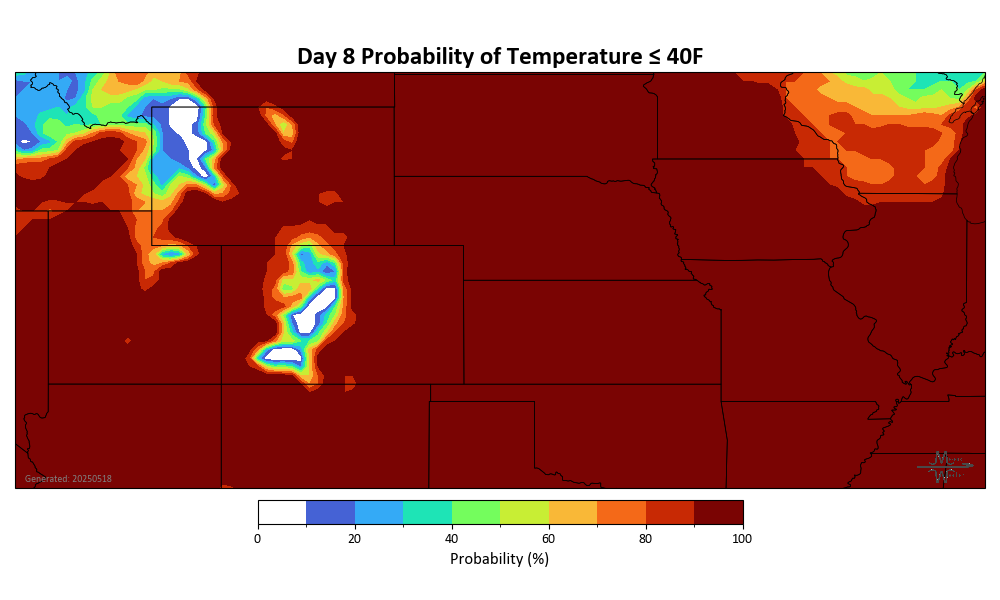 Day 8 Probability of Temperature ≤ 40F
Generated: 20250518
0 20 40 60 80 100
Probability (%)